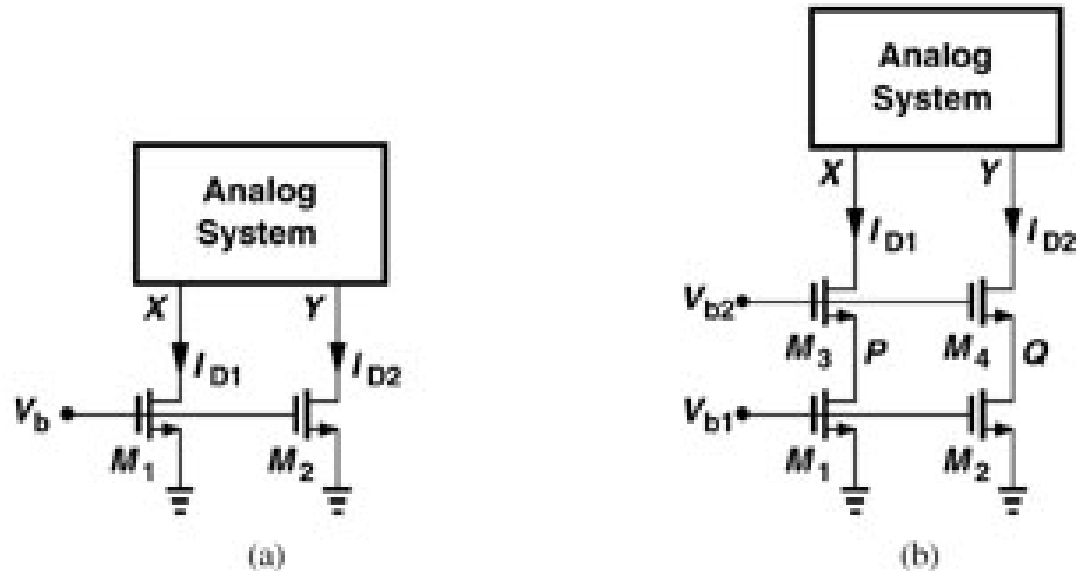 Analog
System
X Y
I_D1 I_D2
V_b
M_1 M_2
(a)
Analog
System
X Y
I_D1 I_D2
V_b2
M_3 P M_4 Q
V_b1
M_1 M_2
(b)